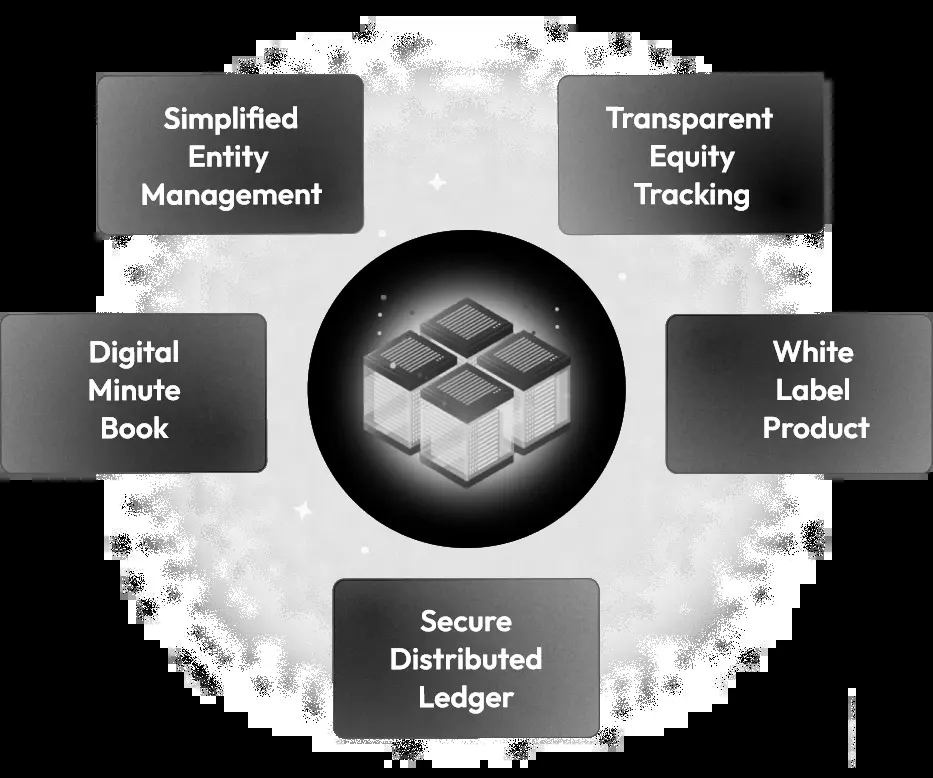 Simplified
Entity
Management
Transparent
Equity
Tracking
Digital
Minute
Book
White
Label
Product
Secure
Distributed
Ledger